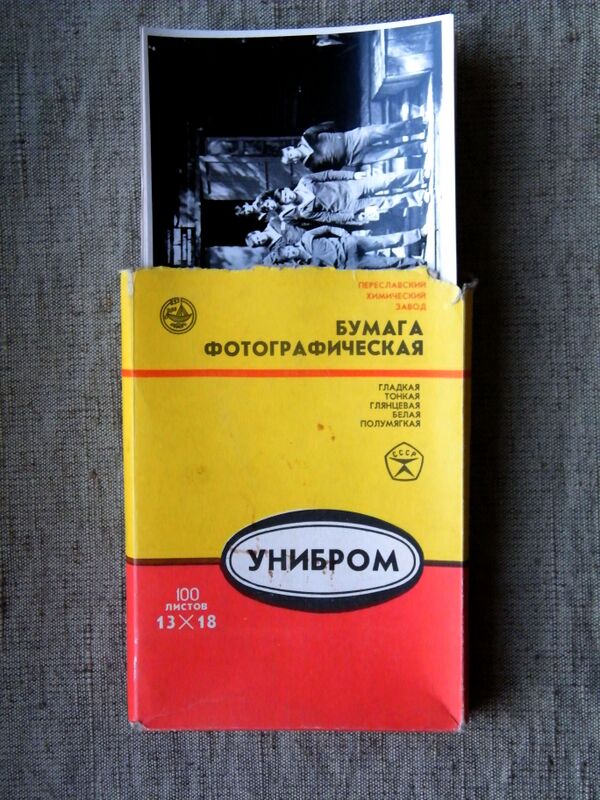 ПЕРЕСЛАВСКИЙ
ХИМИЧЕСКИЙ
ЗАВОД
БУМАГА
ФОТОГРАФИЧЕСКАЯ
ГЛАДКАЯ
ТОНКАЯ
ГЛЯНЦЕВАЯ
БЕЛАЯ
ПОЛУМЯГКАЯ
СССР
УНИБРОМ
100
ЛИСТОВ
13×18